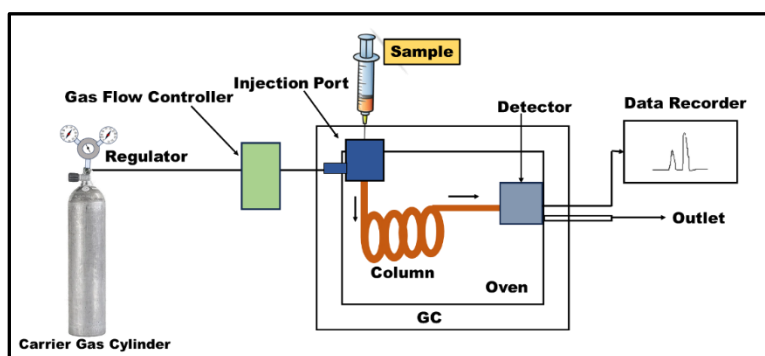 Sample
Injection Port
Gas Flow Controller
Detector
Data Recorder
Regulator
Outlet
Column
Oven
GC
Carrier Gas Cylinder